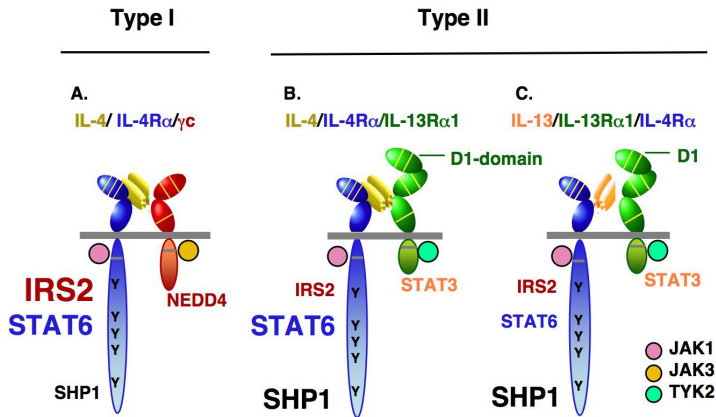 Type I
Type II
A.
IL-4/ IL-4Rα/γc
B.
IL-4/IL-4Rα/IL-13Rα1
C.
IL-13/IL-13Rα1/IL-4Rα
D1-domain
D1
IRS2
STAT6
Y
Y
Y
Y
Y
SHP1
NEDD4
IRS2
STAT6
Y
Y
Y
Y
Y
SHP1
STAT3
IRS2
STAT6
Y
Y
Y
Y
Y
SHP1
STAT3
JAK1
JAK3
TYK2